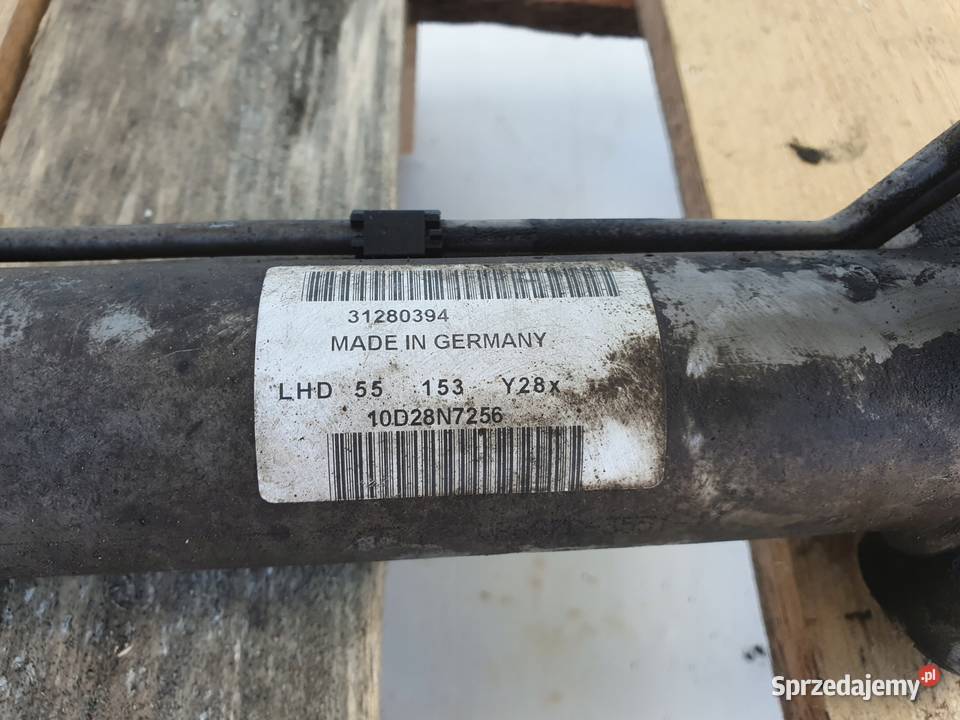 31280394
MADE IN GERMANY
LHD 55 153 Y28x
10D28N7256
Sprzedajemy.pl